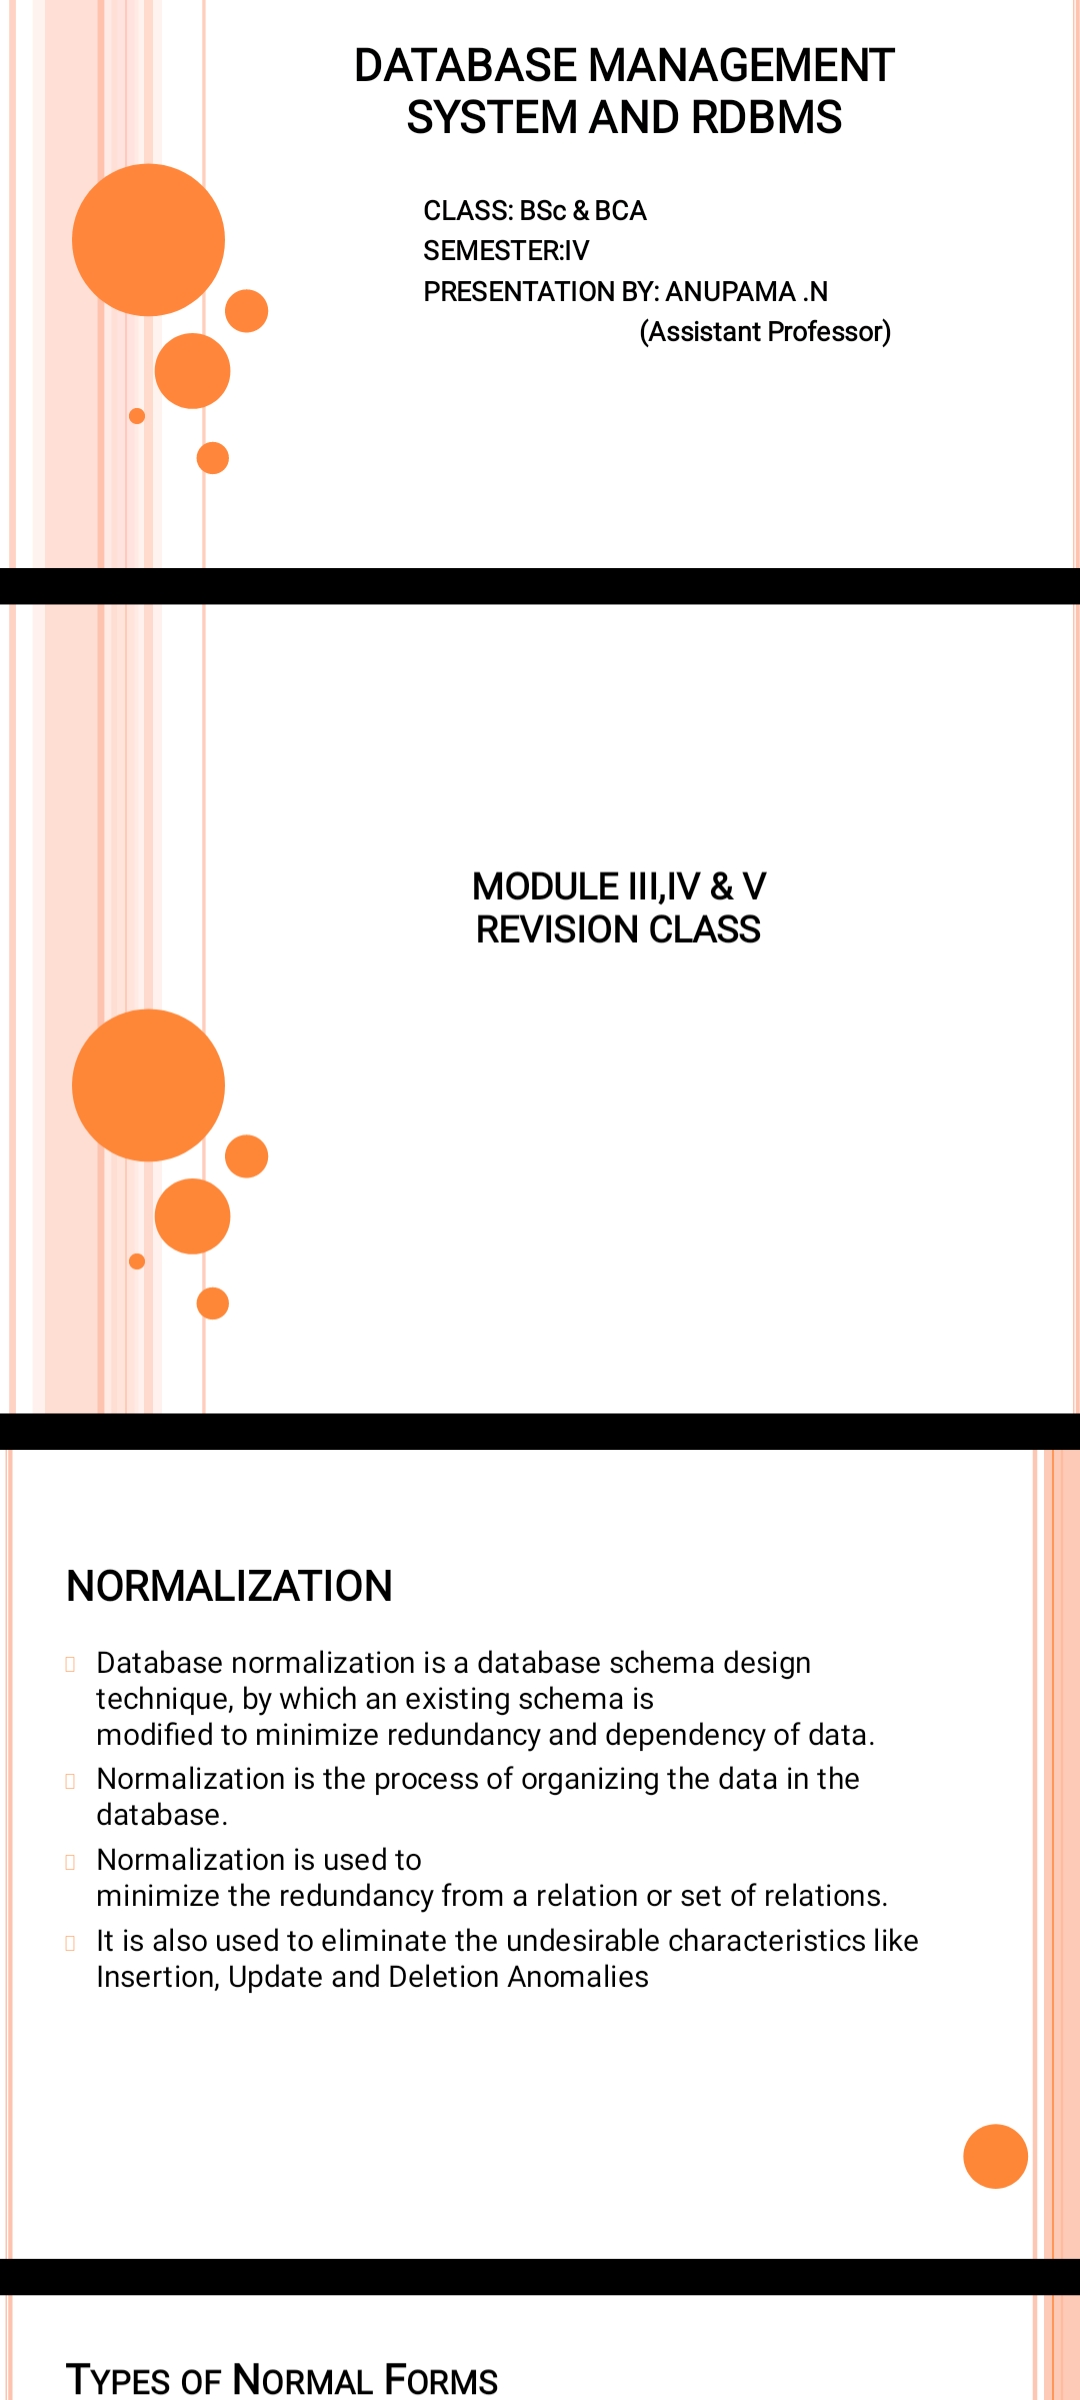 DATABASE MANAGEMENT
SYSTEM AND RDBMS
CLASS: BSc & BCA
SEMESTER:IV
PRESENTATION BY: ANUPAMA .N
(Assistant Professor)
MODULE III,IV & V
REVISION CLASS
NORMALIZATION
Database normalization is a database schema design
technique, by which an existing schema is
modified to minimize redundancy and dependency of data.
Normalization is the process of organizing the data in the
database.
Normalization is used to
minimize the redundancy from a relation or set of relations.
It is also used to eliminate the undesirable characteristics like
Insertion, Update and Deletion Anomalies
TYPES OF NORMAL FORMS